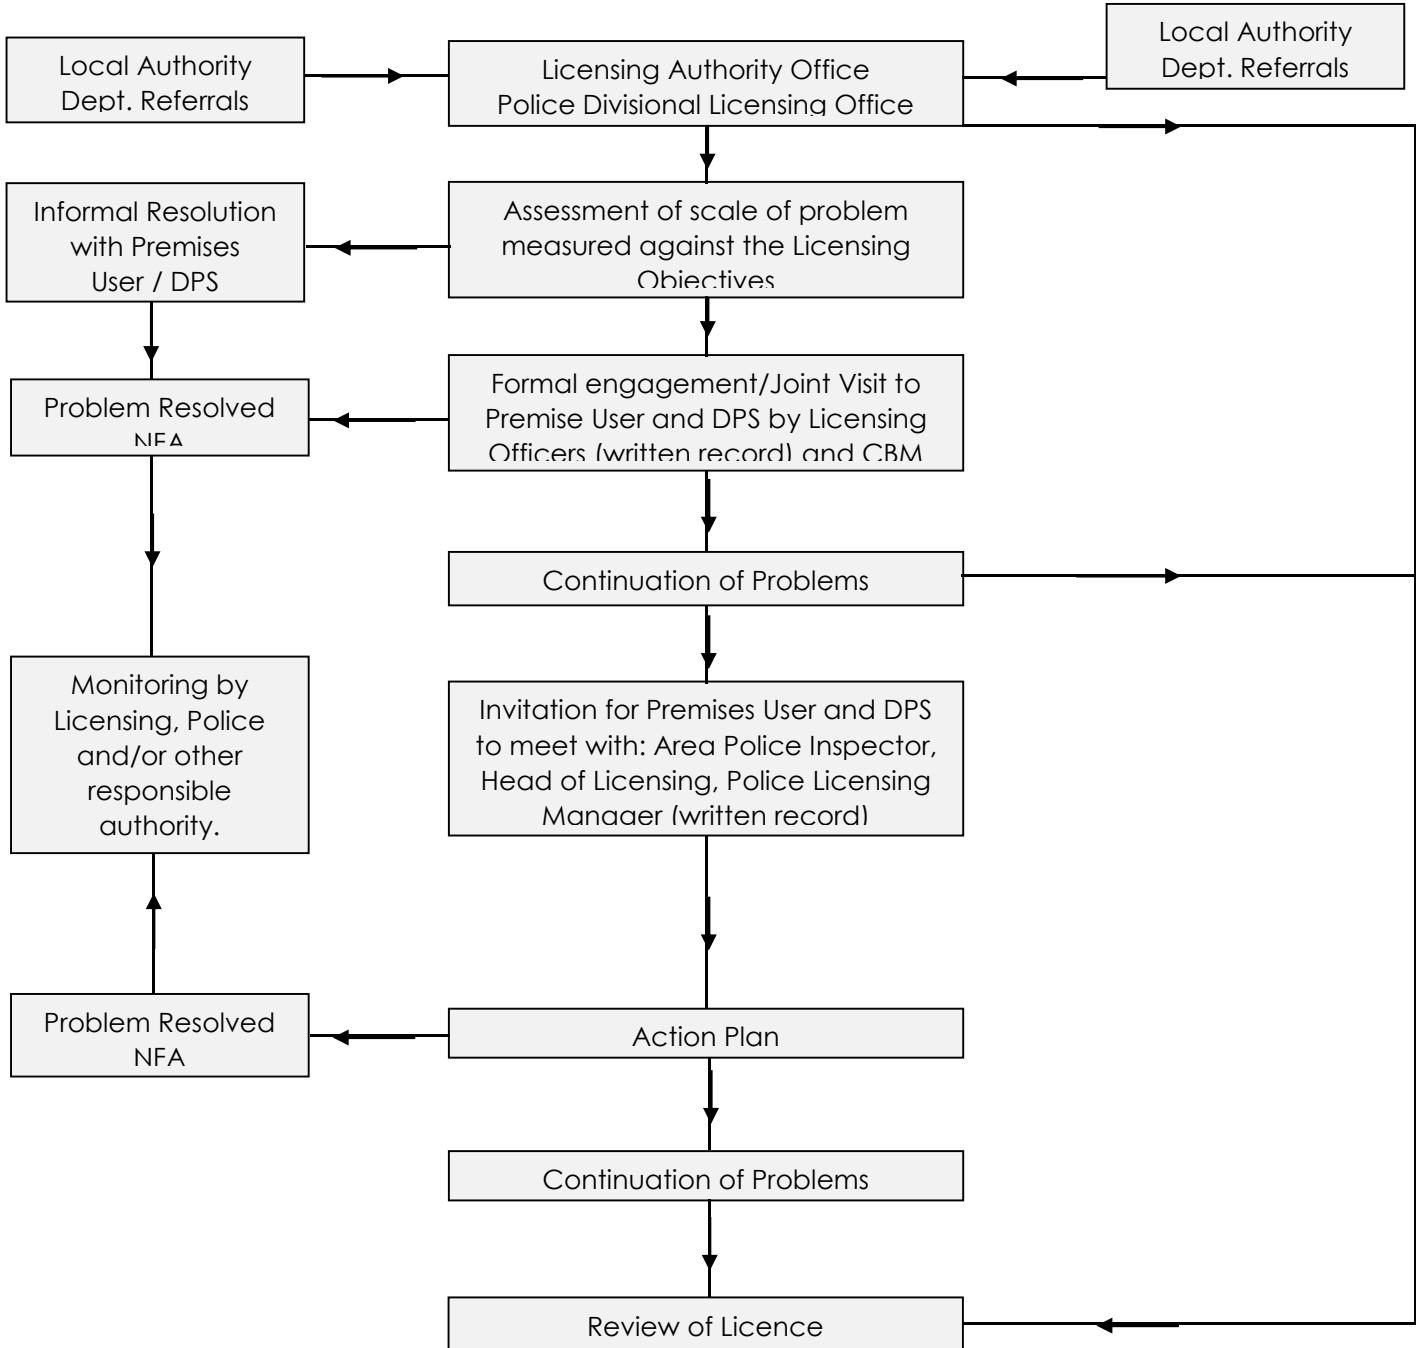 Local Authority
Dept. Referrals
Licensing Authority Office
Police Divisional Licensing Office
Local Authority
Dept. Referrals
Informal Resolution
with Premises
User / DPS
Assessment of scale of problem
measured against the Licensing
Objectives
Problem Resolved
NFA
Formal engagement/Joint Visit to
Premise User and DPS by Licensing
Officers (written record) and CBM
Continuation of Problems
Monitoring by
Licensing, Police
and/or other
responsible
authority.
Invitation for Premises User and DPS
to meet with: Area Police Inspector,
Head of Licensing, Police Licensing
Manager (written record)
Problem Resolved
NFA
Action Plan
Continuation of Problems
Review of Licence